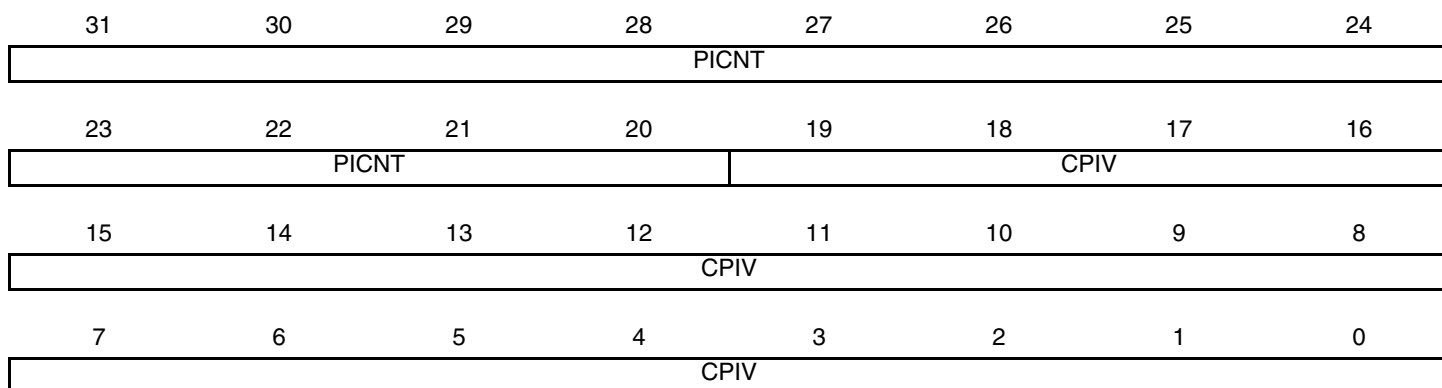 31 30 29 28 27 26 25 24
PICNT
23 22 21 20 19 18 17 16
PICNT CPIV
15 14 13 12 11 10 9 8
CPIV
7 6 5 4 3 2 1 0
CPIV